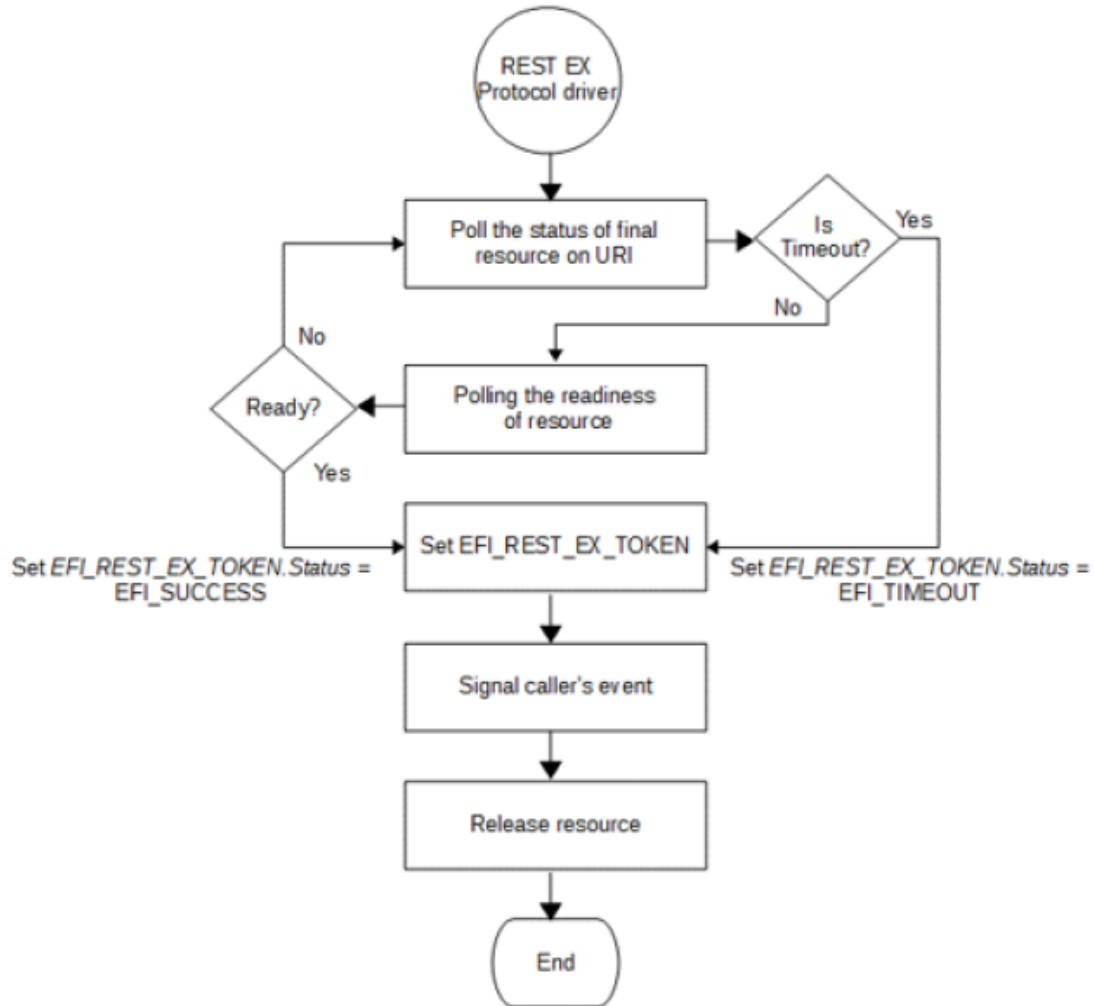 REST EX
Protocol driver
Poll the status of final
resource on URI
Is
Timeout?
Yes
No
No
Polling the readiness
of resource
Ready?
Yes
Set EFI_REST_EX_TOKEN
Set EFI_REST_EX_TOKEN.Status =
EFI_SUCCESS
Set EFI_REST_EX_TOKEN.Status =
EFI_TIMEOUT
Signal caller's event
Release resource
End